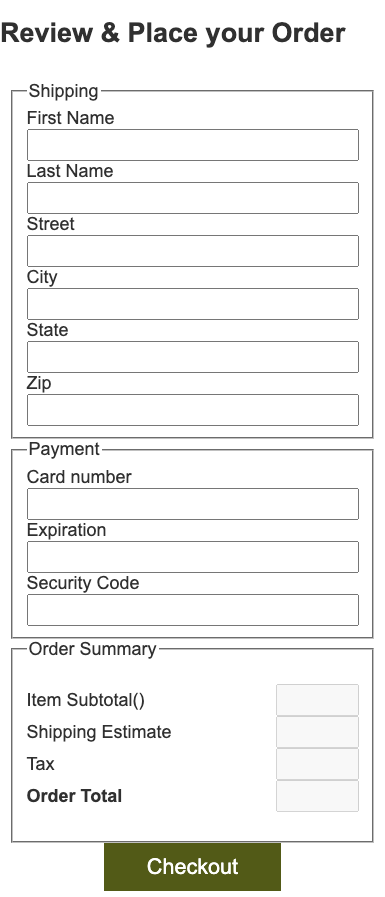 Review & Place your Order
Shipping
First Name
Last Name
Street
City
State
Zip
Payment
Card number
Expiration
Security Code
Order Summary
Item Subtotal()
Shipping Estimate
Tax
Order Total
Checkout